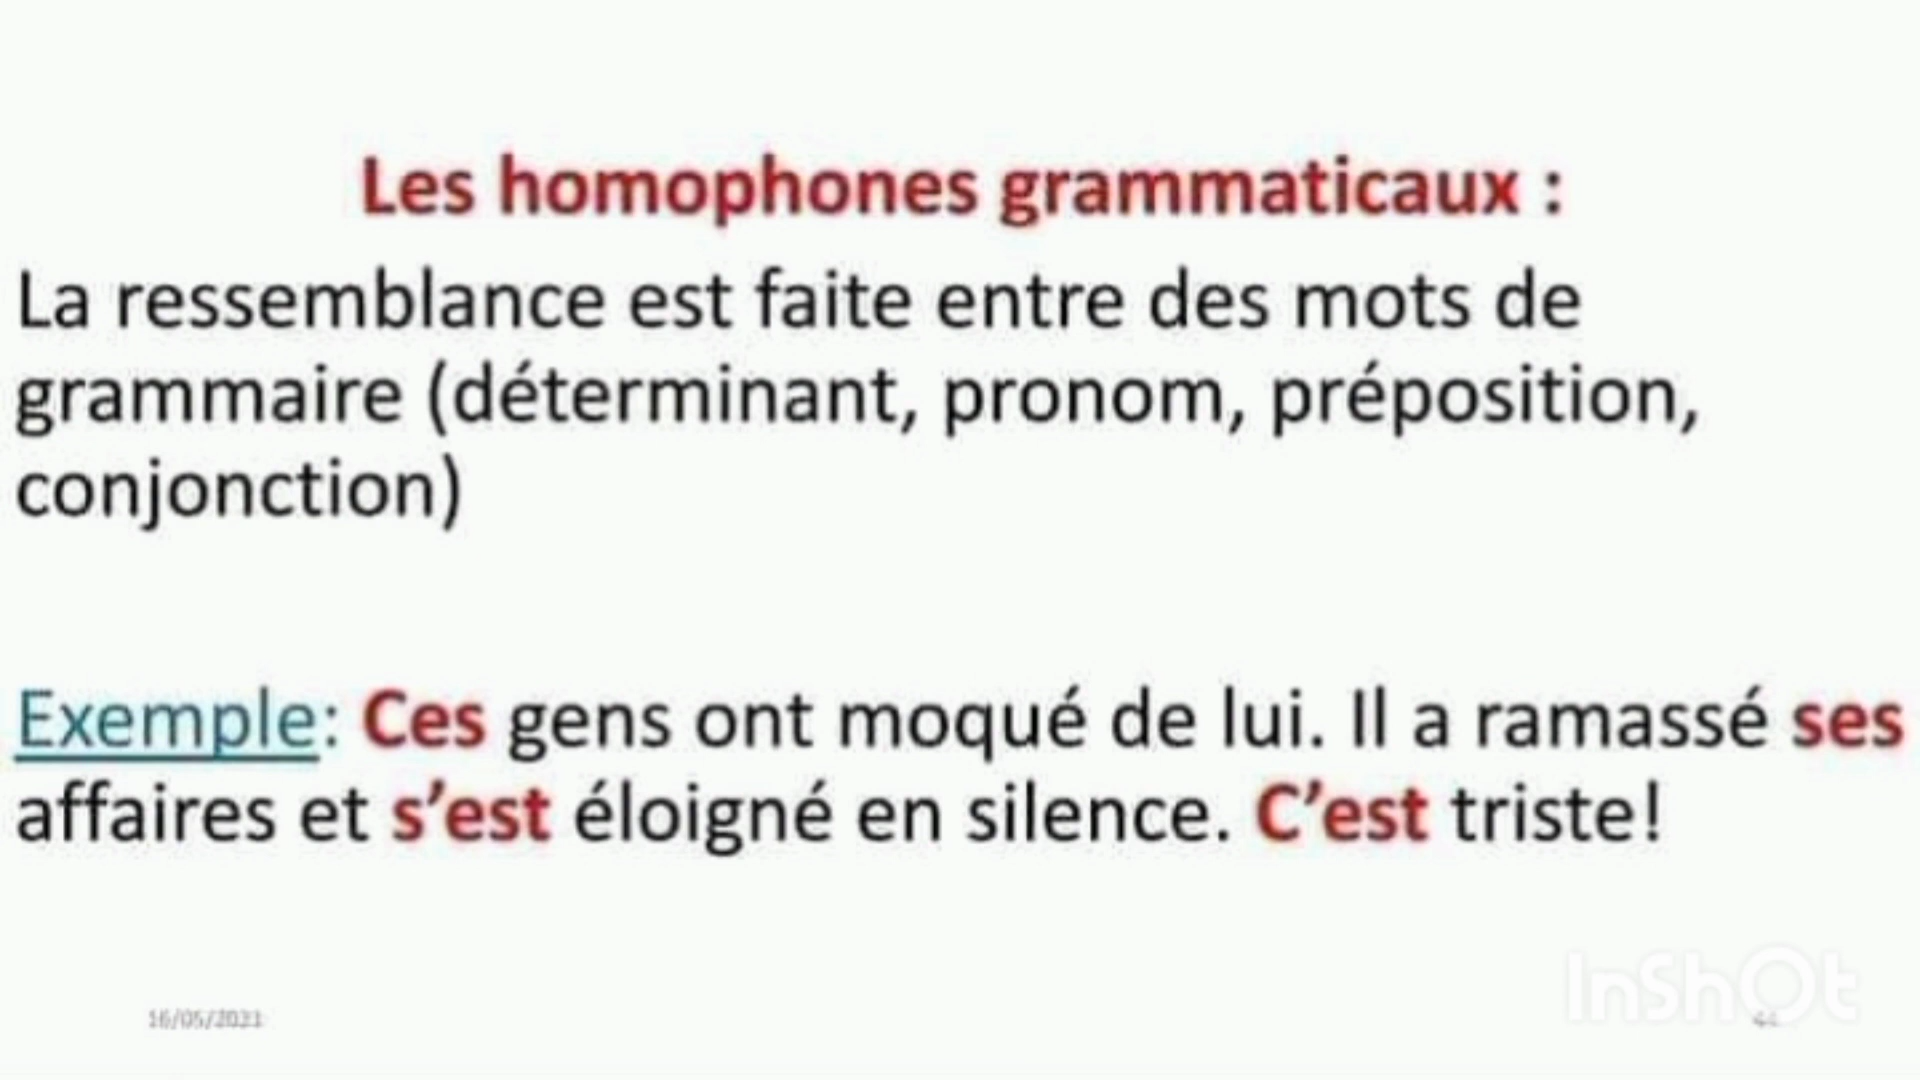 Les homophones grammaticaux :
La ressemblance est faite entre des mots de
grammaire (déterminant, pronom, préposition,
conjonction)
Exemple: Ces gens ont moqué de lui. Il a ramassé ses
affaires et s'est éloigné en silence. C'est triste!
InShOt
16/05/2021